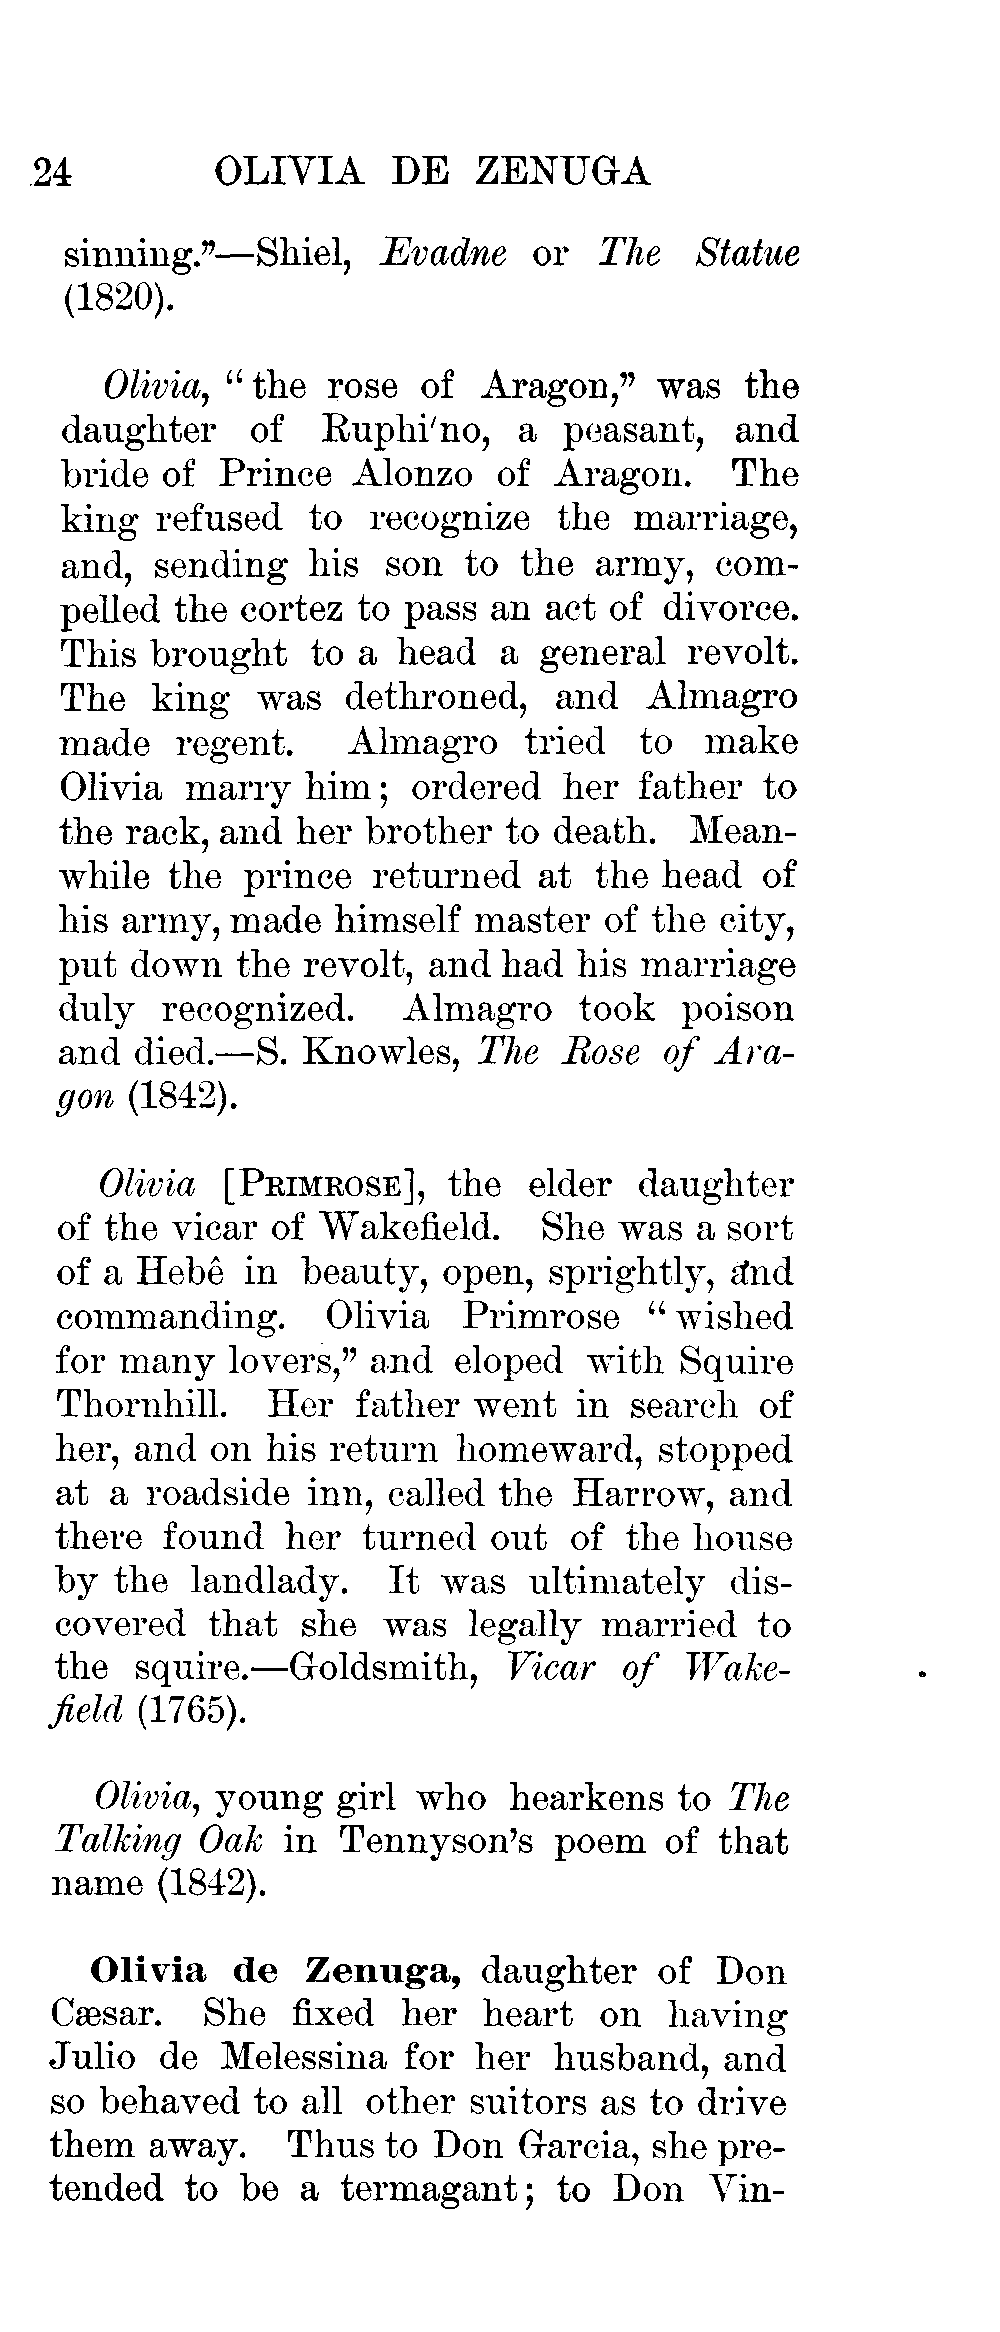 24 OLIVIA DE ZENUGA
sinning.”—Shiel, Evadne or The Statue
(1820).
Olivia, “the rose of Aragon,” was the
daughter of Ruphi'no, a peasant, and
bride of Prince Alonzo of Aragon. The
king refused to recognize the marriage,
and, sending his son to the army, com-
pelled the cortez to pass an act of divorce.
This brought to a head a general revolt.
The king was dethroned, and Almagro
made regent. Almagro tried to make
Olivia marry him; ordered her father to
the rack, and her brother to death. Mean-
while the prince returned at the head of
his army, made himself master of the city,
put down the revolt, and had his marriage
duly recognized. Almagro took poison
and died.—S. Knowles, The Rose of Ara-
gon (1842).
Olivia [PRIMROSE], the elder daughter
of the vicar of Wakefield. She was a sort
of a Hebê in beauty, open, sprightly, and
commanding. Olivia Primrose “wished
for many lovers,” and eloped with Squire
Thornhill. Her father went in search of
her, and on his return homeward, stopped
at a roadside inn, called the Harrow, and
there found her turned out of the house
by the landlady. It was ultimately dis-
covered that she was legally married to
the squire.—Goldsmith, Vicar of Wake-
field (1765).
Olivia, young girl who hearkens to The
Talking Oak in Tennyson's poem of that
name (1842).
Olivia de Zenuga, daughter of Don
Cæsar. She fixed her heart on having
Julio de Melessina for her husband, and
so behaved to all other suitors as to drive
them away. Thus to Don Garcia, she pre-
tended to be a termagant; to Don Vin-